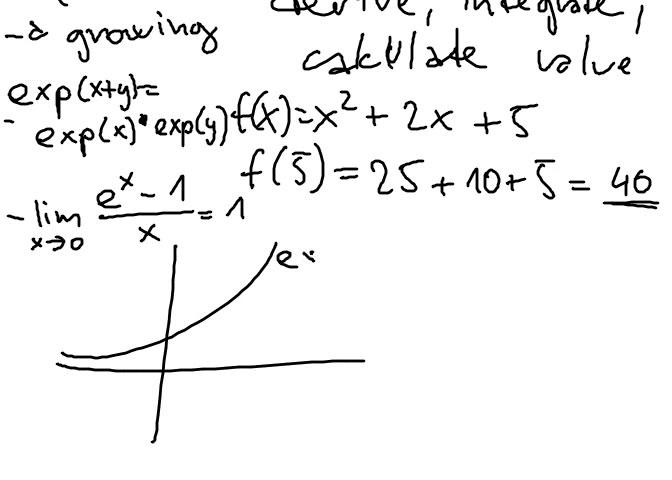 derive, integrate,
-> growing
calculate value
exp(x+y)=
- exp(x)*exp(y)
f(x)=x² + 2x + 5
f(5) = 25 + 10 + 5 = 40
- lim x→0 (e^x - 1)/x = 1
e^x